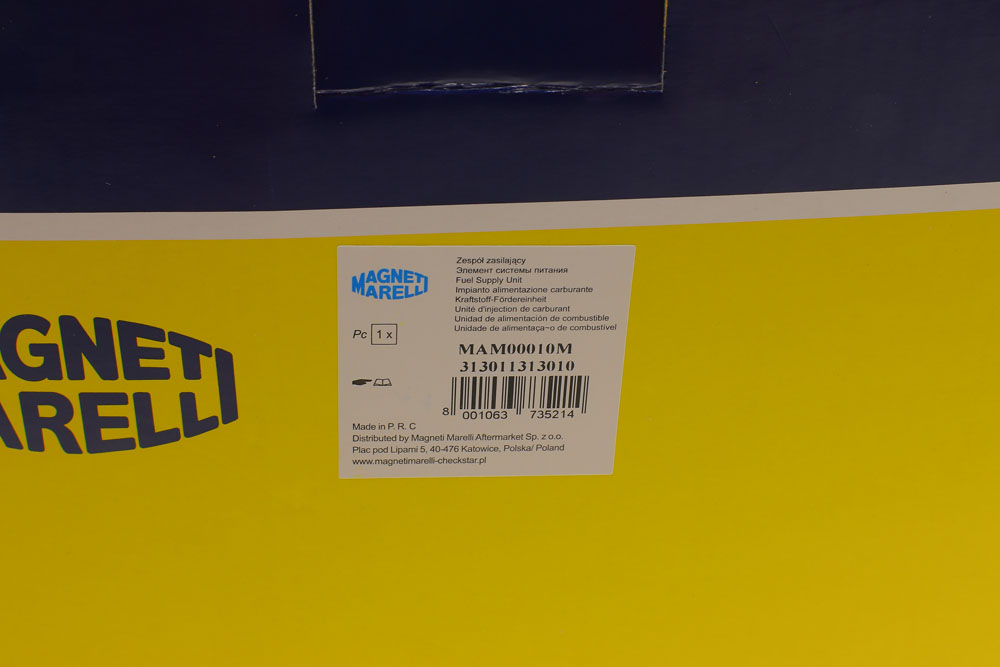 MAGNETI
MARELLI
Zespół zasilający
Элемент системы питания
Fuel Supply Unit
Impianto alimentazione carburante
Kraftstoff-Fördereinheit
Unité d'injection de carburant
Unidad de alimentación de combustible
Unidade de alimentaça~o de combustível
Pc 1 x
MAM00010M
313011313010
8 001063 735214
Made in P. R. C
Distributed by Magneti Marelli Aftermarket Sp. z o.o.
Plac pod Lipami 5, 40-476 Katowice, Polska/ Poland
www.magnetimarelli-checkstar.pl
AGNETI
MARELLI